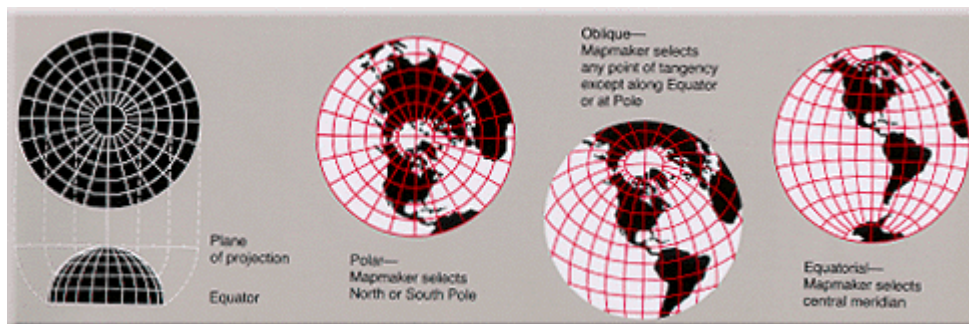 Plane
of projection
Equator
Polar—
Mapmaker selects
North or South Pole
Oblique—
Mapmaker selects
any point of tangency
except along Equator
or at Pole
Equatorial—
Mapmaker selects
central meridian